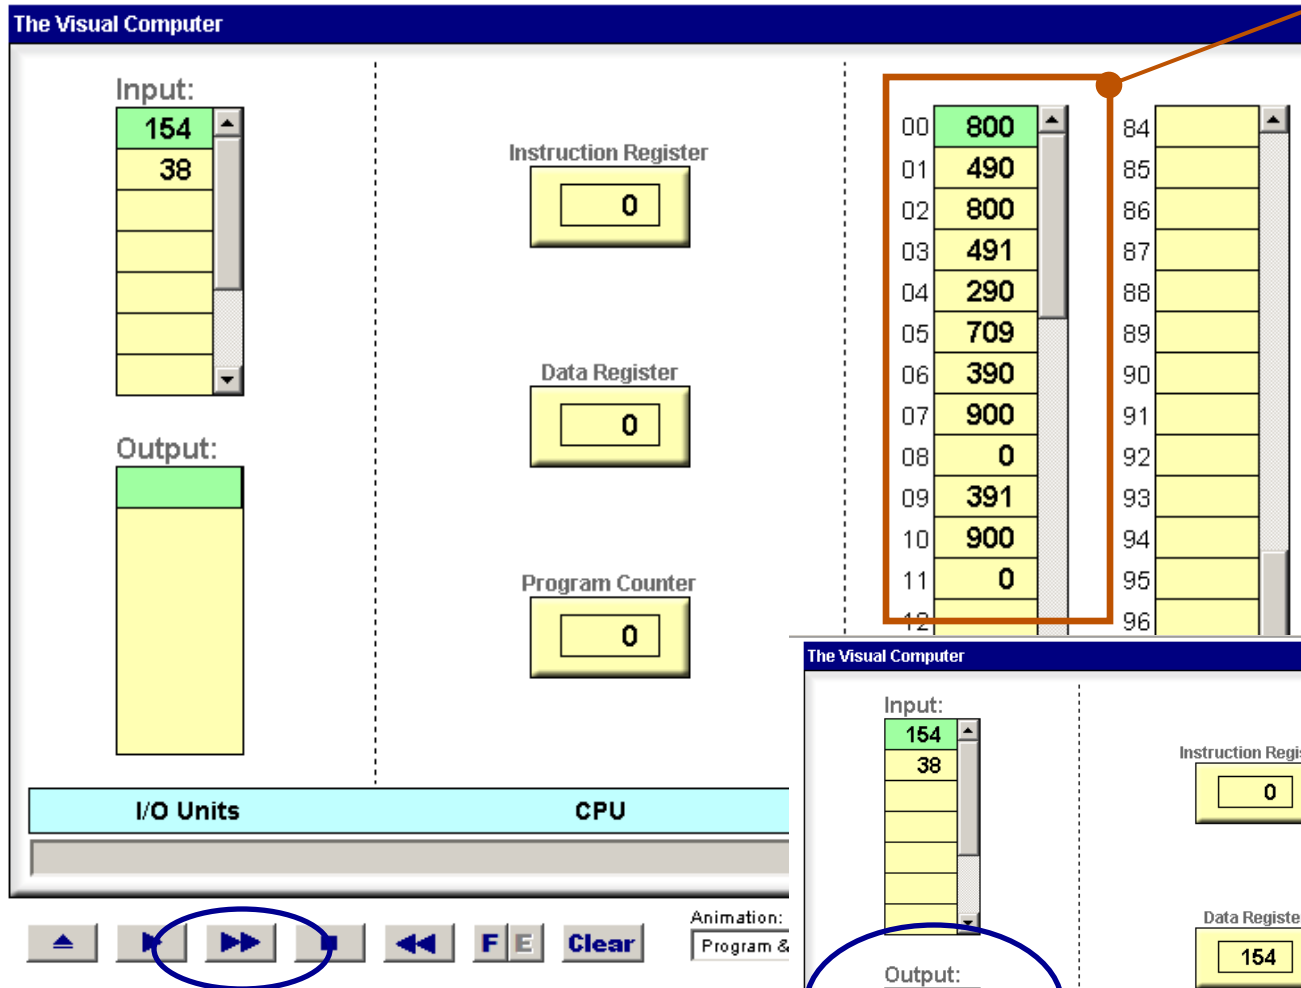 The Visual Computer
Input:
154
38
Output:
I/O Units
Instruction Register
0
Data Register
0
Program Counter
0
CPU
00 800
01 490
02 800
03 491
04 290
05 709
06 390
07 900
08 0
09 391
10 900
11 0
12
84
85
86
87
88
89
90
91
92
93
94
95
96
F E Clear
Animation:
Program &
The Visual Computer
Input:
154
38
Output:
Instruction Regi
0
Data Registe
154